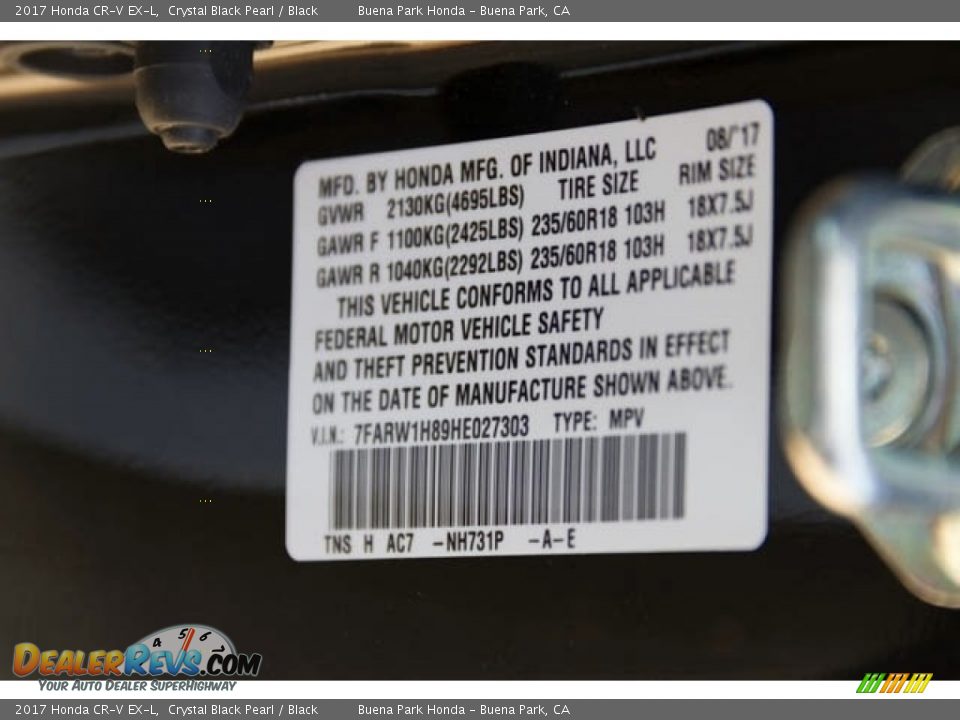 2017 Honda CR-V EX-L, Crystal Black Pearl / Black Buena Park Honda - Buena Park, CA
MFD. BY HONDA MFG. OF INDIANA, LLC 08/'17
GVWR 2130KG(4695LBS) TIRE SIZE RIM SIZE
GAWR F 1100KG(2425LBS) 235/60R18 103H 18X7.5J
GAWR R 1040KG(2292LBS) 235/60R18 103H 18X7.5J
THIS VEHICLE CONFORMS TO ALL APPLICABLE
FEDERAL MOTOR VEHICLE SAFETY
AND THEFT PREVENTION STANDARDS IN EFFECT
ON THE DATE OF MANUFACTURE SHOWN ABOVE.
V.I.N.: 7FARW1H89HE027303 TYPE: MPV
TNS H AC7 -NH731P -A-E
4 5 6
DealerRevs.com
Your Auto Dealer SuperHighway
2017 Honda CR-V EX-L, Crystal Black Pearl / Black Buena Park Honda - Buena Park, CA